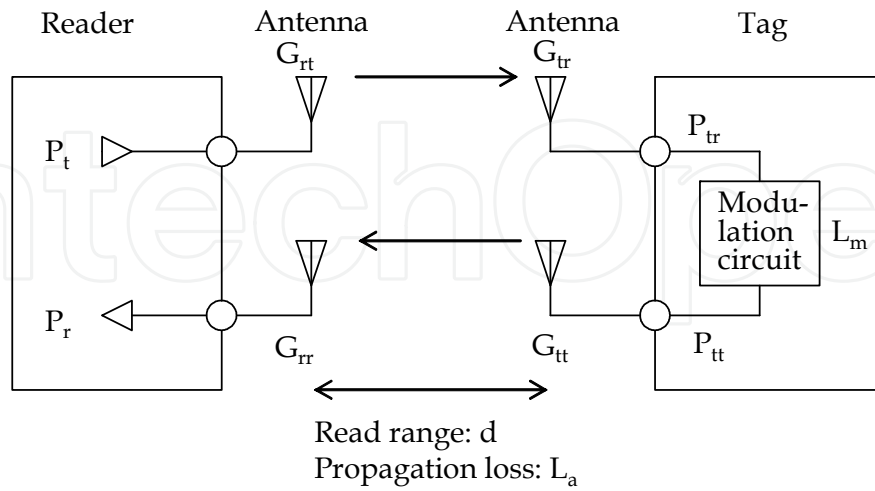 Reader
Antenna
Antenna
Tag
G_rt
G_tr
P_t
P_tr
Modu-
lation
circuit
L_m
P_r
G_rr
G_tt
P_tt
Read range: d
Propagation loss: L_a
ntechOpe